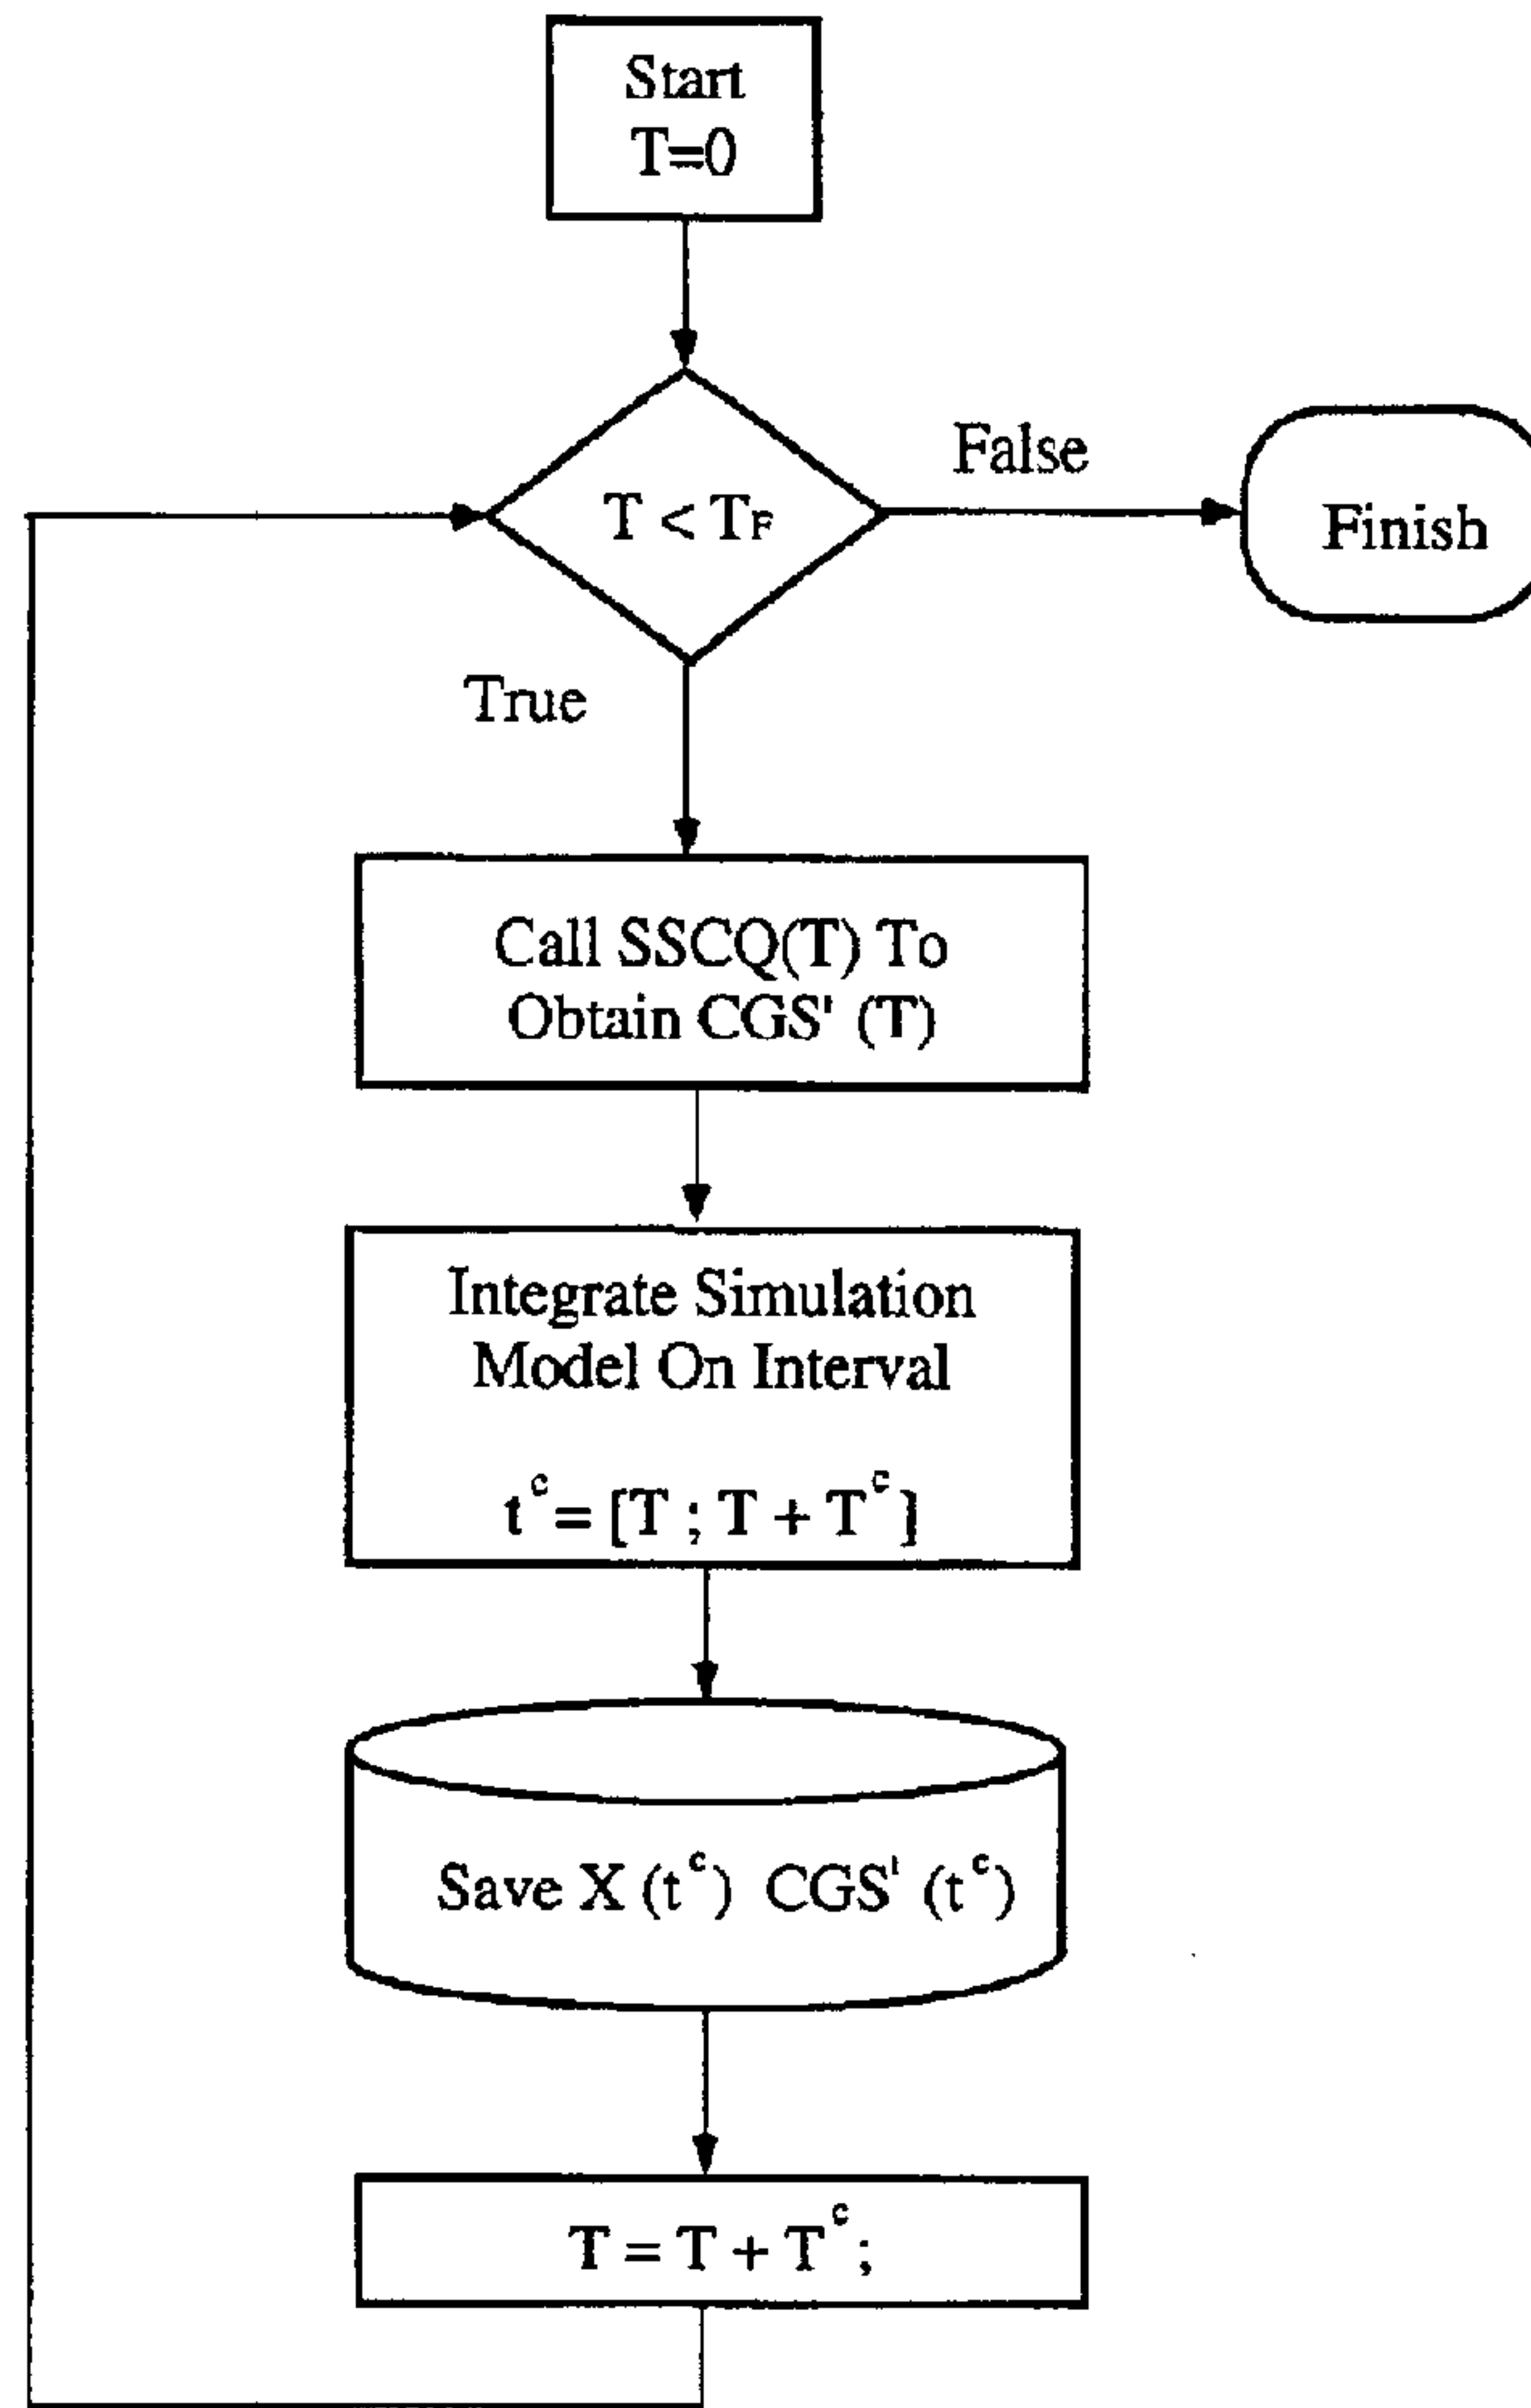 Start
T=0
T < TF
False
Finish
True
Call SSCQ(T) To
Obtain CGS' (T)
Integrate Simulation
Model On Interval
t^c = [T ; T + T^c]
Save X (t^c) CGS' (t^c)
T = T + T^c ;